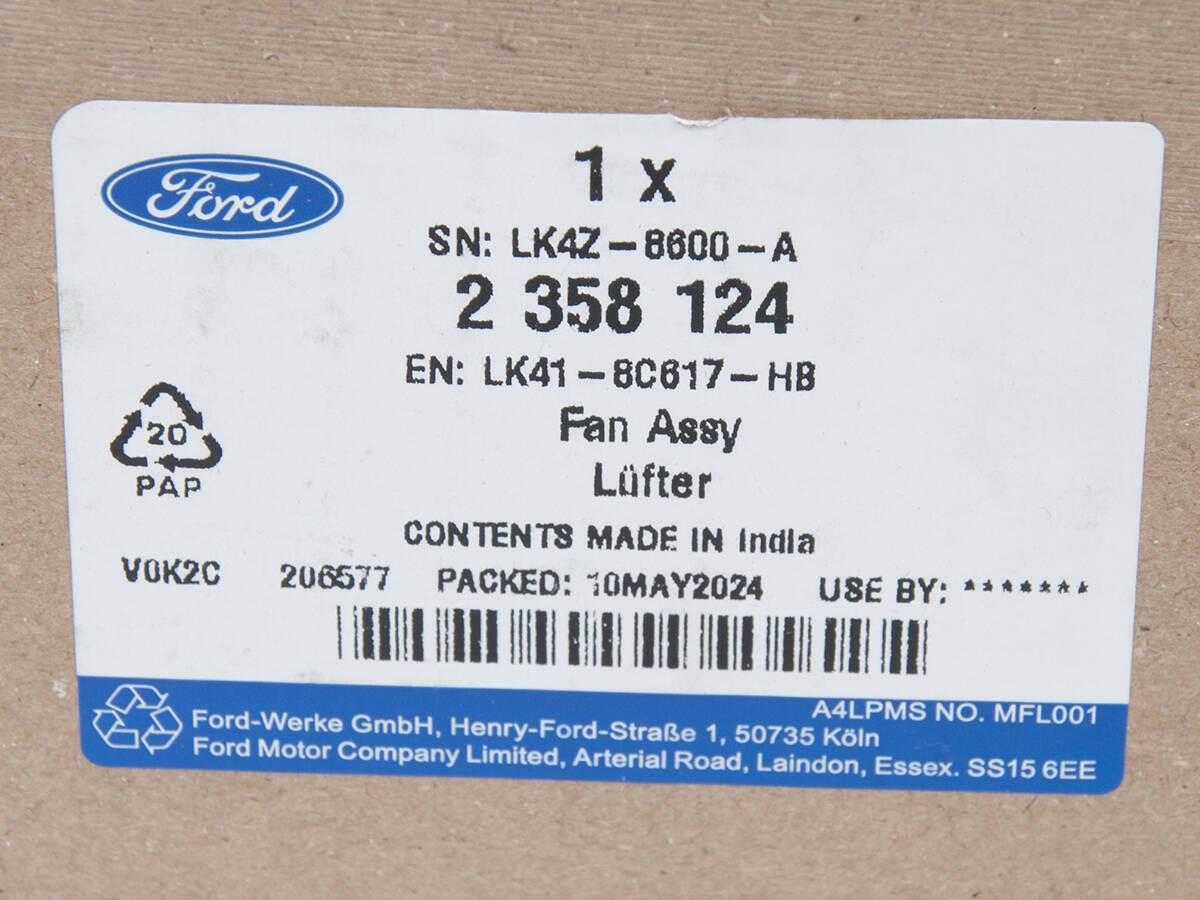 Ford
1 x
SN: LK4Z-8600-A
2 358 124
EN: LK41-8C617-HB
Fan Assy
Lüfter
20
PAP
CONTENTS MADE IN India
V0K2C 206577 PACKED: 10MAY2024 USE BY: *******
A4LPMS NO. MFL001
Ford-Werke GmbH, Henry-Ford-Straße 1, 50735 Köln
Ford Motor Company Limited, Arterial Road, Laindon, Essex. SS15 6EE